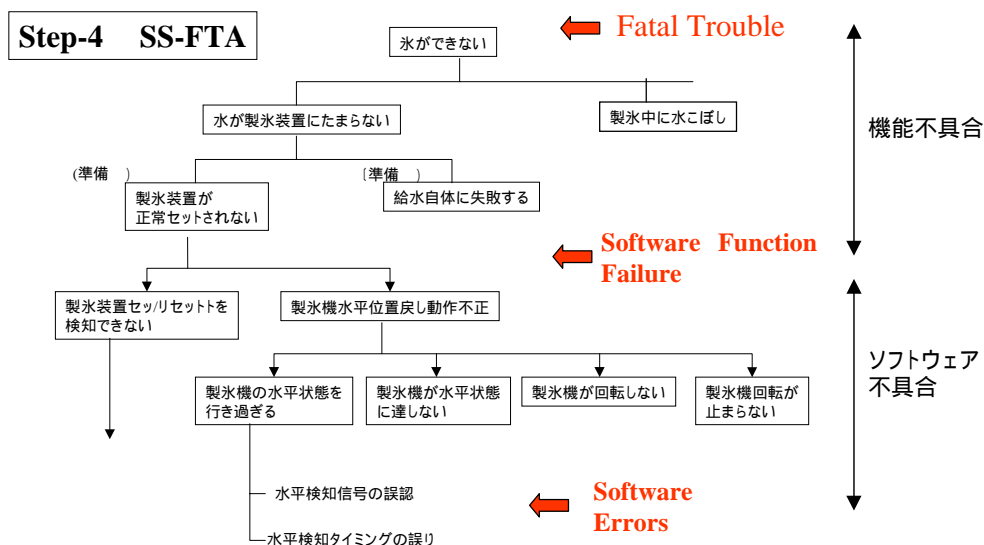 Step-4 SS-FTA
Fatal Trouble
氷ができない
水が製氷装置にたまらない
製氷中に水こぼし
機能不具合
(準備 )
(準備 )
製氷装置が
正常セットされない
給水自体に失敗する
Software Function
Failure
製氷装置セッ/リセットトを
検知できない
製氷機水平位置戻し動作不正
ソフトウェア
不具合
製氷機の水平状態を
行き過ぎる
製氷機が水平状態
に達しない
製氷機が回転しない
製氷機回転が
止まらない
水平検知信号の誤認
Software
Errors
水平検知タイミングの誤り